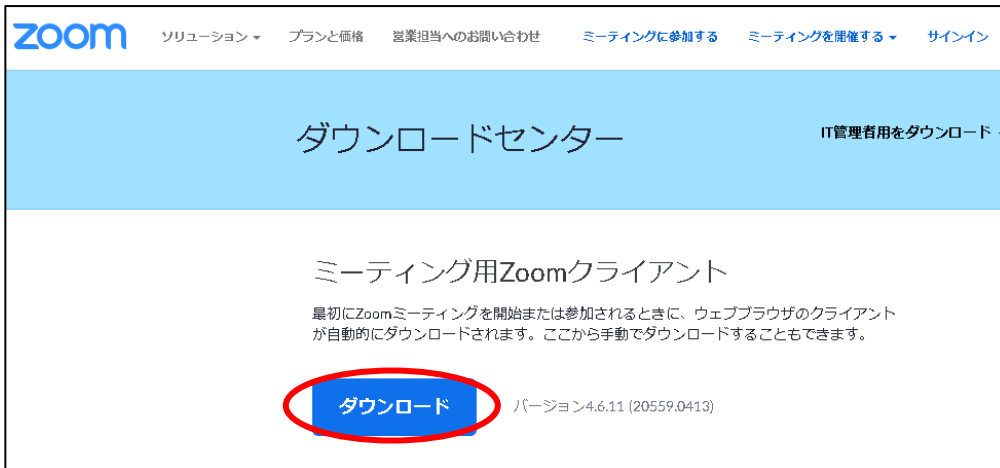 zoom ソリューション プランと価格 営業担当へのお問い合わせ ミーティングに参加する ミーティングを開催する サインイン
ダウンロードセンター
IT管理者用をダウンロード
ミーティング用Zoomクライアント
最初にZoomミーティングを開始または参加されるときに、ウェブブラウザのクライアント
が自動的にダウンロードされます。ここから手動でダウンロードすることもできます。
ダウンロード
バージョン4.6.11 (20559.0413)